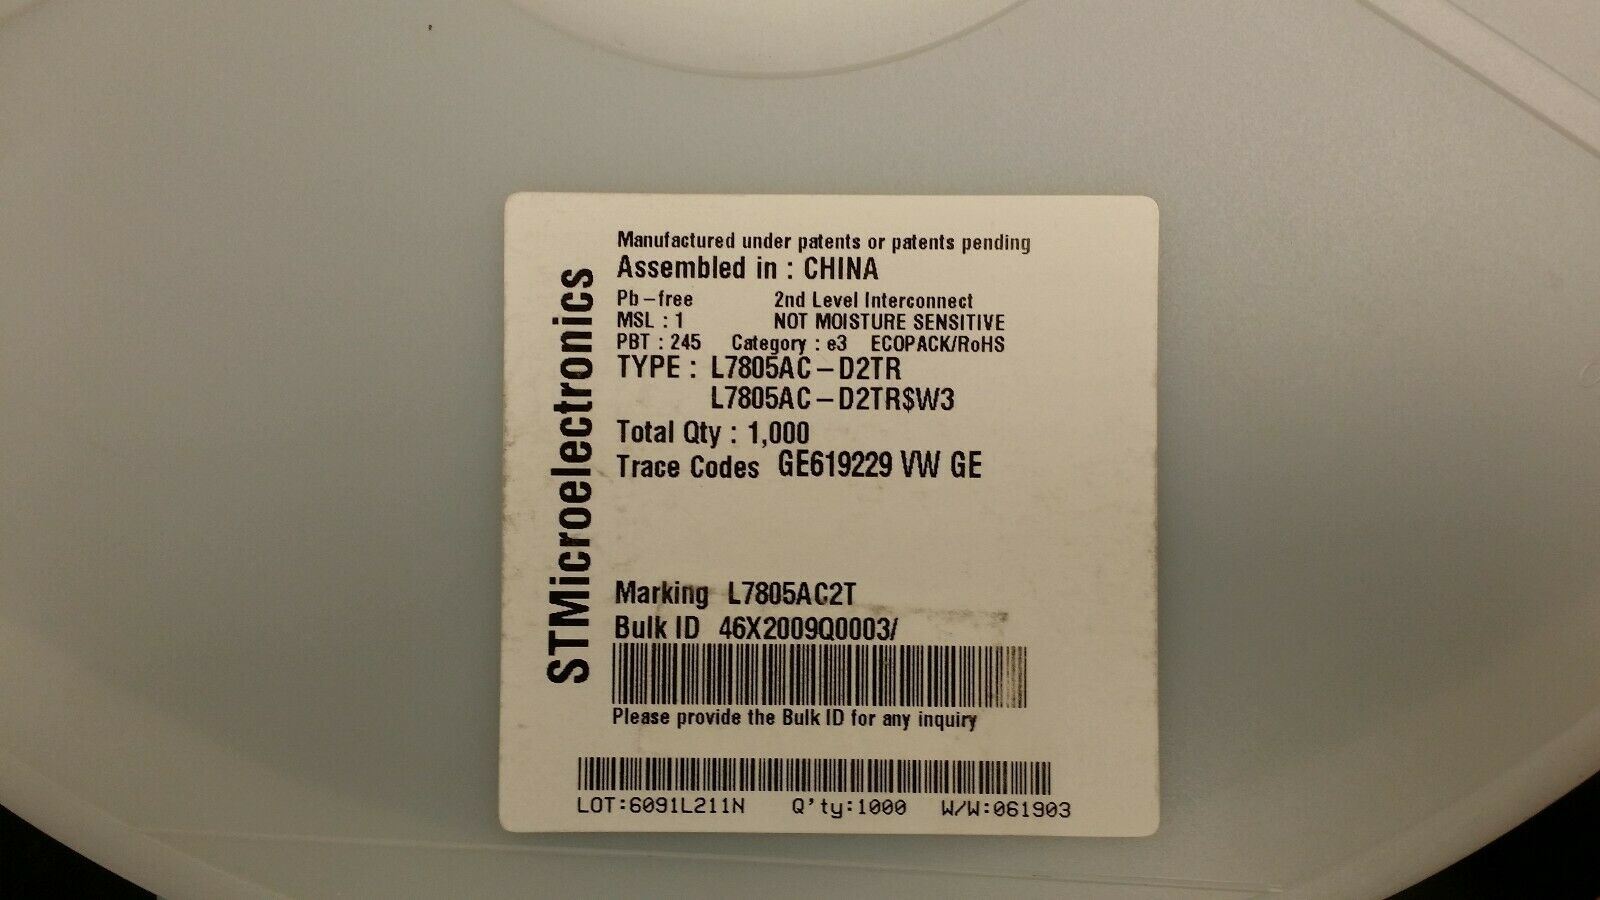 STMicroelectronics
Manufactured under patents or patents pending
Assembled in : CHINA
Pb-free 2nd Level Interconnect
MSL : 1 NOT MOISTURE SENSITIVE
PBT : 245 Category : e3 ECOPACK/RoHS
TYPE : L7805AC-D2TR
L7805AC-D2TR$W3
Total Qty : 1,000
Trace Codes GE619229 VW GE
Marking L7805AC2T
Bulk ID 46X2009Q0003/
Please provide the Bulk ID for any inquiry
LOT:6091L211N Q'ty:1000 W/W:061903